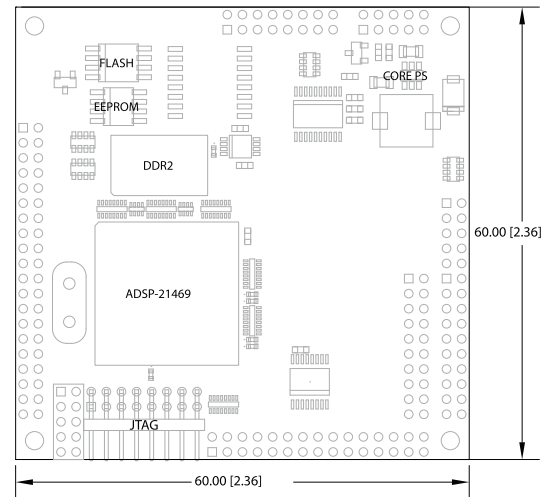 FLASH
CORE PS
EEPROM
DDR2
60.00 [2.36]
ADSP-21469
JTAG
60.00 [2.36]